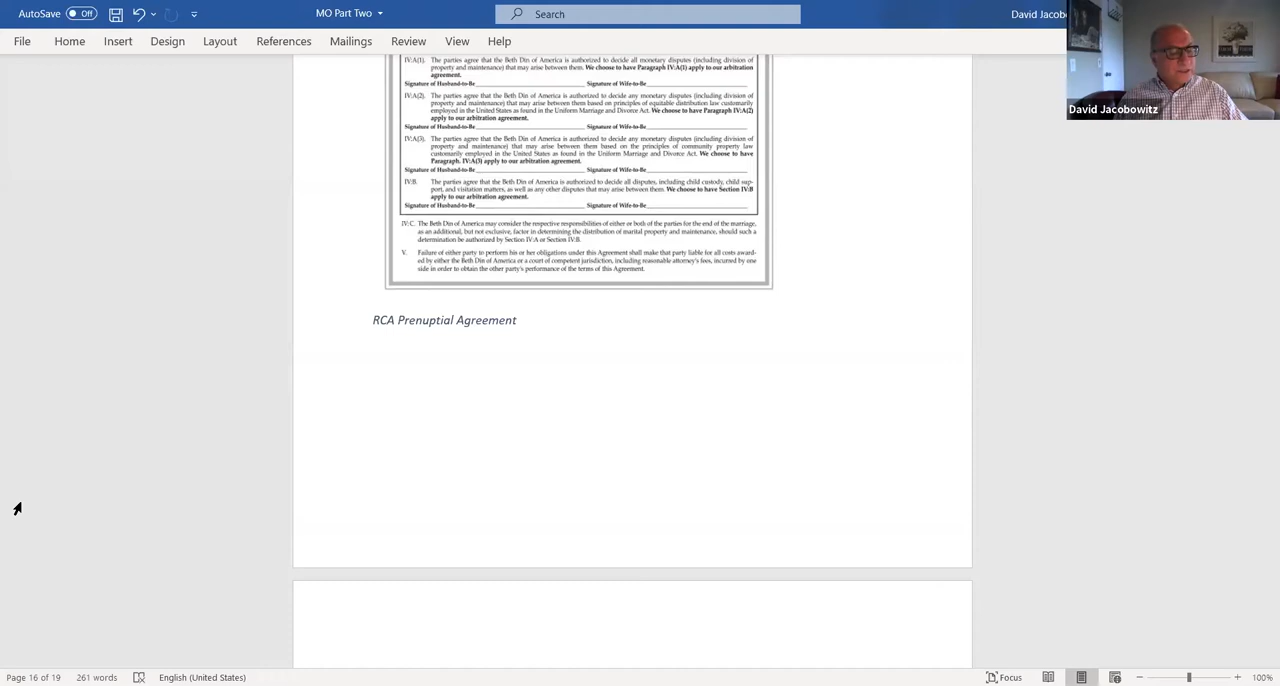 AutoSave Off MO Part Two Search David Jacob
File Home Insert Design Layout References Mailings Review View Help
David Jacobowitz
IV:A(1). The parties agree that the Beth Din of America is authorized to decide all monetary disputes (including division of
property and maintenance) that may arise between them. We choose to have Paragraph IV:A(1) apply to our arbitration
agreement.
Signature of Husband-to-Be Signature of Wife-to-Be
IV:A(2). The parties agree that the Beth Din of America is authorized to decide any monetary disputes (including division of
property and maintenance) that may arise between them based on principles of equitable distribution law customarily
employed in the United States as found in the Uniform Marriage and Divorce Act. We choose to have Paragraph IV:A(2)
apply to our arbitration agreement.
Signature of Husband-to-Be Signature of Wife-to-Be
IV:A(3). The parties agree that the Beth Din of America is authorized to decide any monetary disputes (including division of
property and maintenance) that may arise between them based on the principles of community property law
customarily employed in the United States as found in the Uniform Marriage and Divorce Act. We choose to have
Paragraph. IV:A(3) apply to our arbitration agreement.
Signature of Husband-to-Be Signature of Wife-to-Be
IV:B. The parties agree that the Beth Din of America is authorized to decide all disputes, including child custody, child sup-
port, and visitation matters, as well as any other disputes that may arise between them. We choose to have Section IV:B
apply to our arbitration agreement.
Signature of Husband-to-Be Signature of Wife-to-Be
IV:C. The Beth Din of America may consider the respective responsibilities of either or both of the parties for the end of the marriage,
as an additional, but not exclusive, factor in determining the distribution of marital property and maintenance, should such a
determination be authorized by Section IV:A or Section IV:B.
V. Failure of either party to perform his or her obligations under this Agreement shall make that party liable for all costs award-
ed by either the Beth Din of America or a court of competent jurisdiction, including reasonable attorney's fees, incurred by one
side in order to obtain the other party's performance of the terms of this Agreement.
RCA Prenuptial Agreement
Page 16 of 19 261 words English (United States) Focus 100%